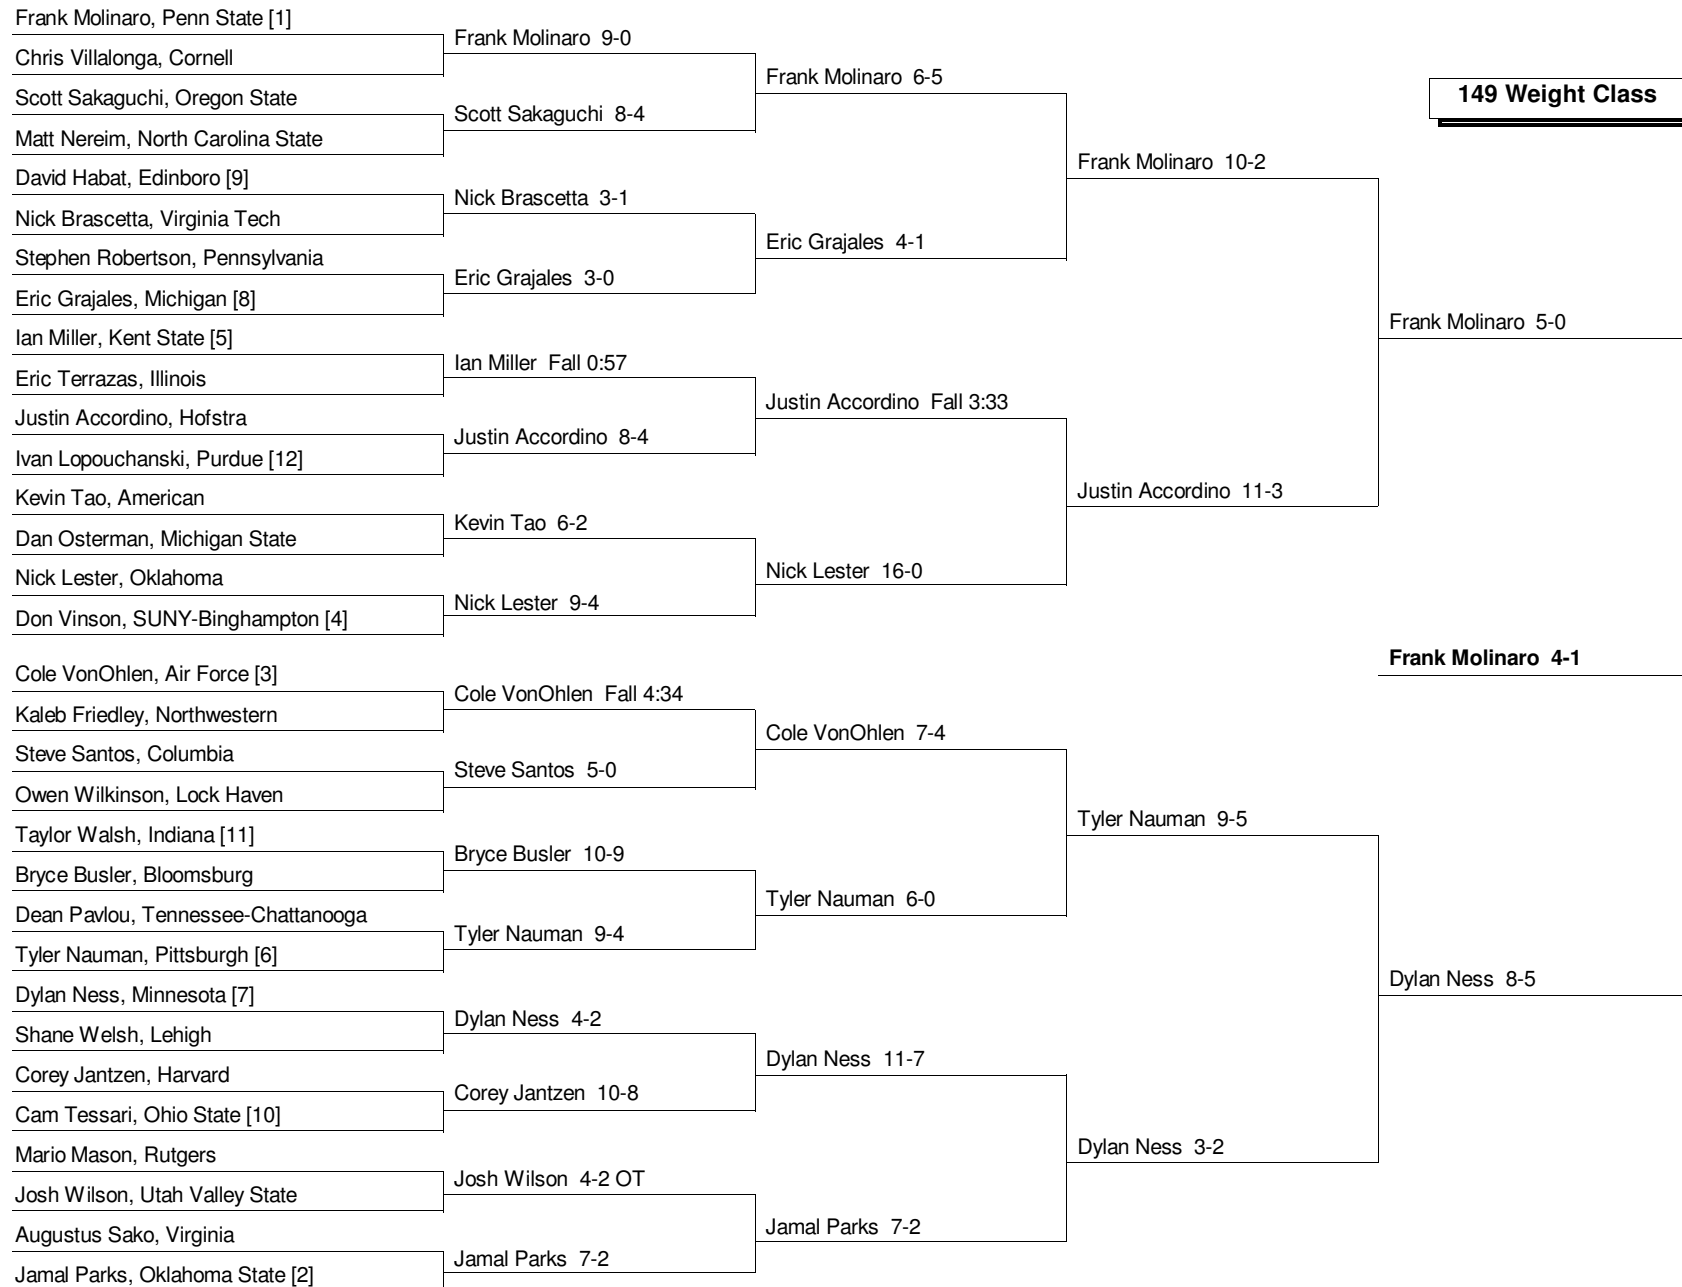 Frank Molinaro, Penn State [1]
Frank Molinaro 9-0
Chris Villalonga, Cornell
Frank Molinaro 6-5
149 Weight Class
Scott Sakaguchi, Oregon State
Scott Sakaguchi 8-4
Matt Nereim, North Carolina State
Frank Molinaro 10-2
David Habat, Edinboro [9]
Nick Brascetta 3-1
Nick Brascetta, Virginia Tech
Eric Grajales 4-1
Stephen Robertson, Pennsylvania
Eric Grajales 3-0
Eric Grajales, Michigan [8]
Frank Molinaro 5-0
Ian Miller, Kent State [5]
Ian Miller Fall 0:57
Eric Terrazas, Illinois
Justin Accordino Fall 3:33
Justin Accordino, Hofstra
Justin Accordino 8-4
Ivan Lopouchanski, Purdue [12]
Justin Accordino 11-3
Kevin Tao, American
Kevin Tao 6-2
Dan Osterman, Michigan State
Nick Lester 16-0
Nick Lester, Oklahoma
Nick Lester 9-4
Don Vinson, SUNY-Binghampton [4]
Frank Molinaro 4-1
Cole VonOhlen, Air Force [3]
Cole VonOhlen Fall 4:34
Kaleb Friedley, Northwestern
Cole VonOhlen 7-4
Steve Santos, Columbia
Steve Santos 5-0
Owen Wilkinson, Lock Haven
Tyler Nauman 9-5
Taylor Walsh, Indiana [11]
Bryce Busler 10-9
Bryce Busler, Bloomsburg
Tyler Nauman 6-0
Dean Pavlou, Tennessee-Chattanooga
Tyler Nauman 9-4
Tyler Nauman, Pittsburgh [6]
Dylan Ness 8-5
Dylan Ness, Minnesota [7]
Dylan Ness 4-2
Shane Welsh, Lehigh
Dylan Ness 11-7
Corey Jantzen, Harvard
Corey Jantzen 10-8
Cam Tessari, Ohio State [10]
Dylan Ness 3-2
Mario Mason, Rutgers
Josh Wilson 4-2 OT
Josh Wilson, Utah Valley State
Jamal Parks 7-2
Augustus Sako, Virginia
Jamal Parks 7-2
Jamal Parks, Oklahoma State [2]